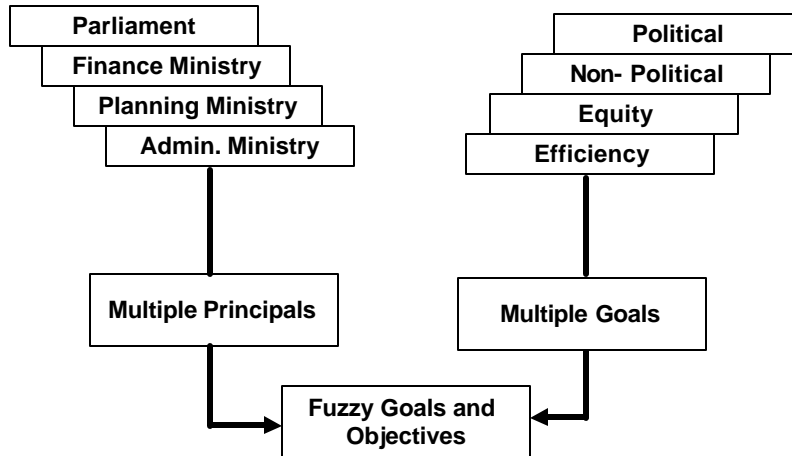 Parliament
Finance Ministry
Planning Ministry
Admin. Ministry
Political
Non- Political
Equity
Efficiency
Multiple Principals
Multiple Goals
Fuzzy Goals and
Objectives